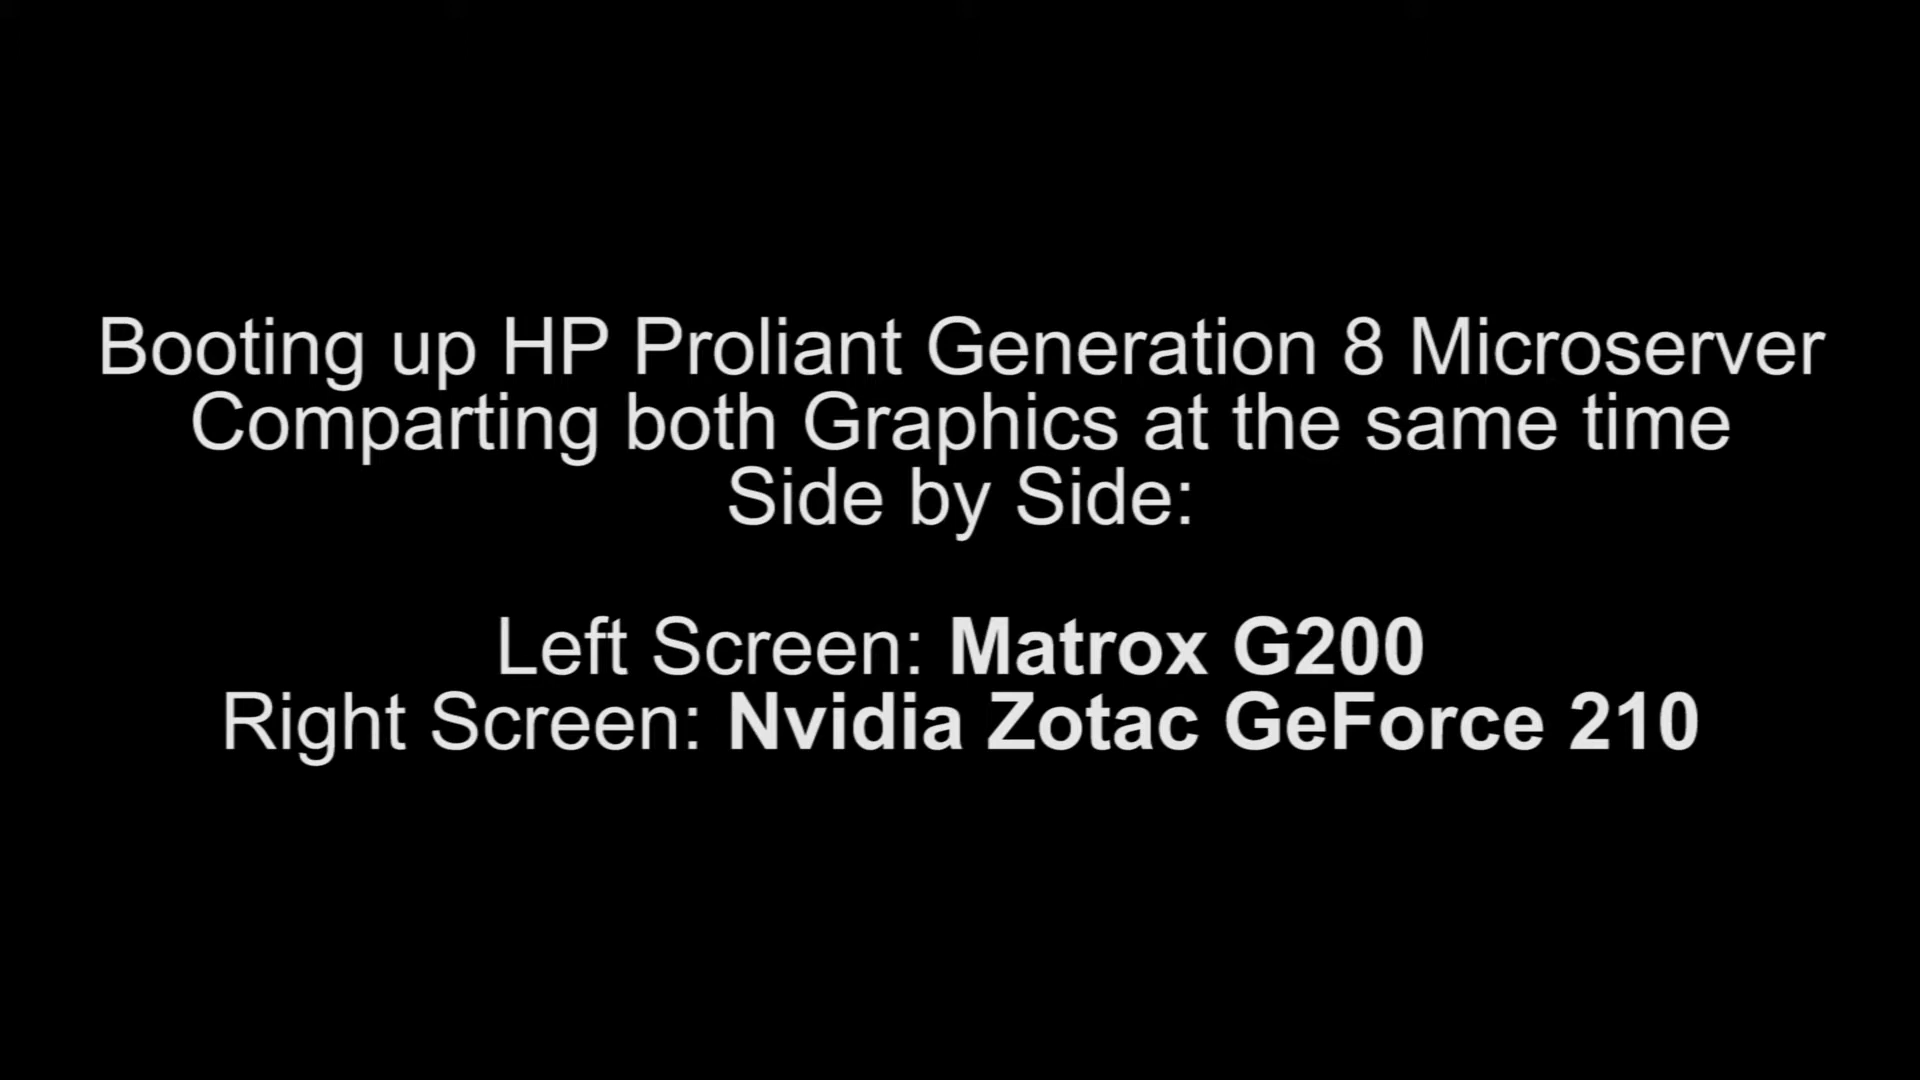 Booting up HP Proliant Generation 8 Microserver
Comparting both Graphics at the same time
Side by Side:
Left Screen: Matrox G200
Right Screen: Nvidia Zotac GeForce 210